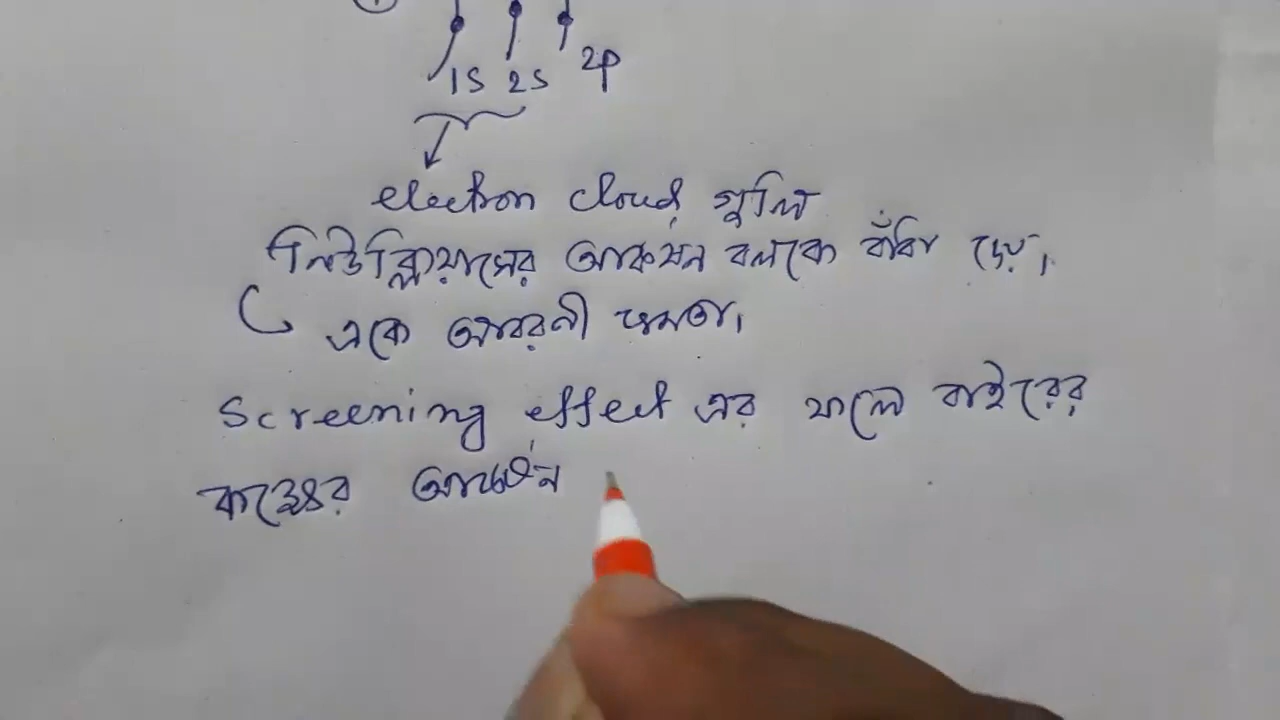 1S 2S 2p
electron cloud গুলি
নিউক্লিয়াসের আকর্ষন বলকে বাঁধা দেয়।
একে আবরনী ক্ষমতা।
Screening effect এর ফলে বাইরের
কক্ষের আকর্ষন